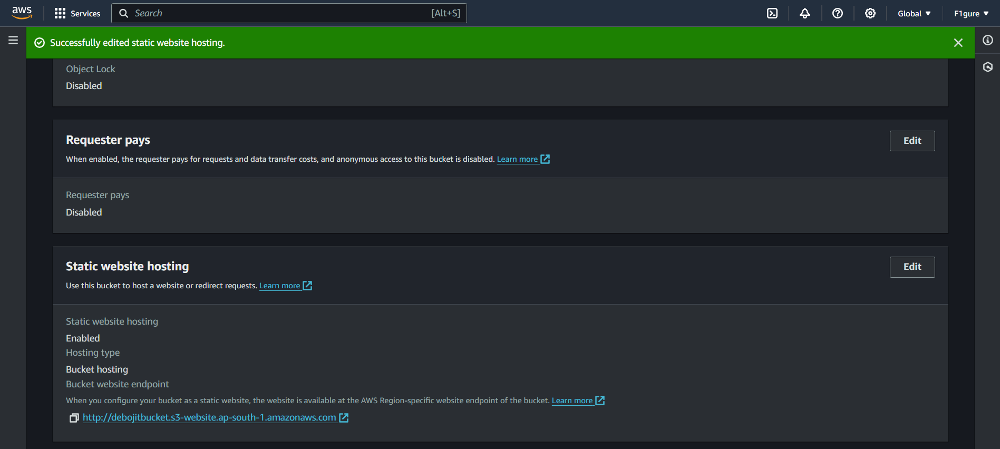 aws Services Search [Alt+S] Global F1gure
Successfully edited static website hosting.
Object Lock
Disabled
Requester pays
Edit
When enabled, the requester pays for requests and data transfer costs, and anonymous access to this bucket is disabled. Learn more
Requester pays
Disabled
Static website hosting
Edit
Use this bucket to host a website or redirect requests. Learn more
Static website hosting
Enabled
Hosting type
Bucket hosting
Bucket website endpoint
When you configure your bucket as a static website, the website is available at the AWS Region-specific website endpoint of the bucket. Learn more
http://debojitbucket.s3-website.ap-south-1.amazonaws.com